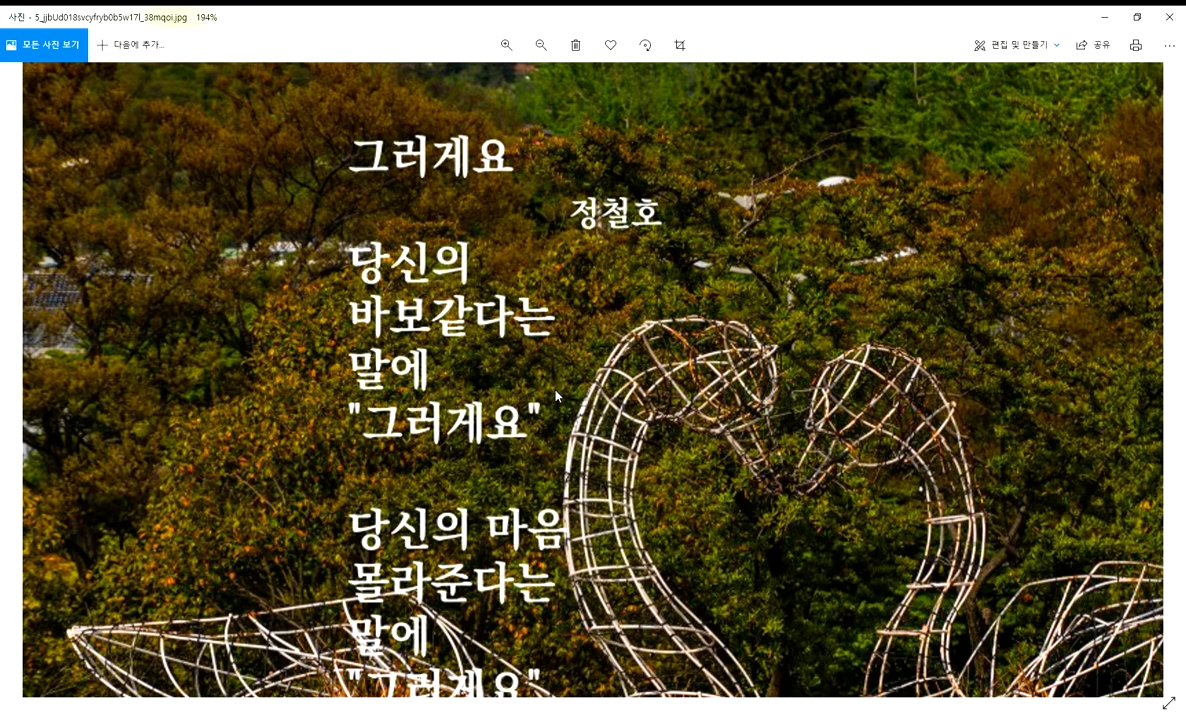 사진 - 5_jjbUd018svcyfryb0b5w17l_38mqoi.jpg 194%
모든 사진 보기
다음에 추가...
편집 및 만들기
공유
그러게요
정철호
당신의
바보같다는
말에
"그러게요"
당신의 마음
몰라준다는
말에
"그러게요"